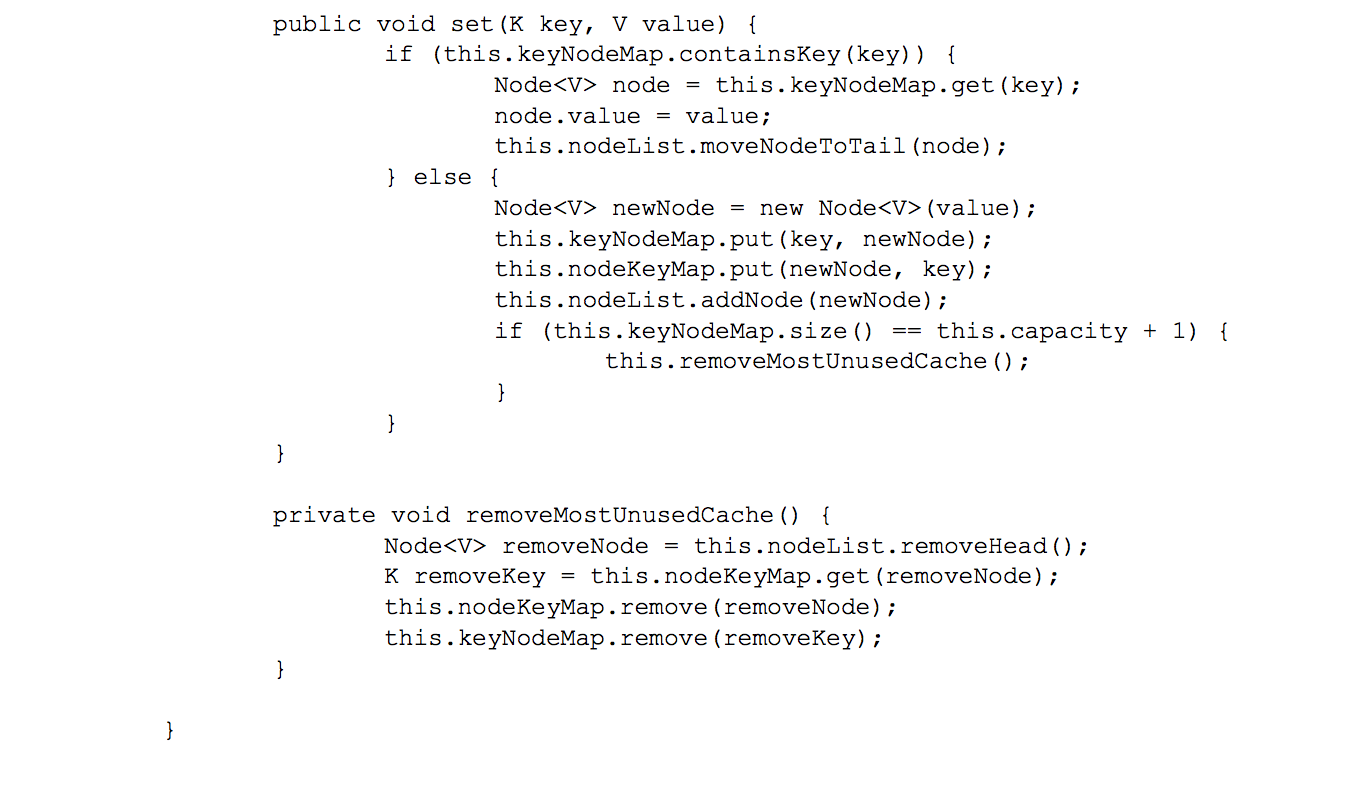 public void set(K key, V value) {
if (this.keyNodeMap.containsKey(key)) {
Node<V> node = this.keyNodeMap.get(key);
node.value = value;
this.nodeList.moveNodeToTail(node);
} else {
Node<V> newNode = new Node<V>(value);
this.keyNodeMap.put(key, newNode);
this.nodeKeyMap.put(newNode, key);
this.nodeList.addNode(newNode);
if (this.keyNodeMap.size() == this.capacity + 1) {
this.removeMostUnusedCache();
}
}
}
private void removeMostUnusedCache() {
Node<V> removeNode = this.nodeList.removeHead();
K removeKey = this.nodeKeyMap.get(removeNode);
this.nodeKeyMap.remove(removeNode);
this.keyNodeMap.remove(removeKey);
}
}